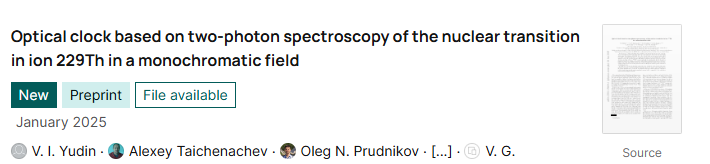 Optical clock based on two-photon spectroscopy of the nuclear transition
in ion 229Th in a monochromatic field
New Preprint File available
January 2025
V. I. Yudin · Alexey Taichenachev · Oleg N. Prudnikov · [...] · V. G.
Source